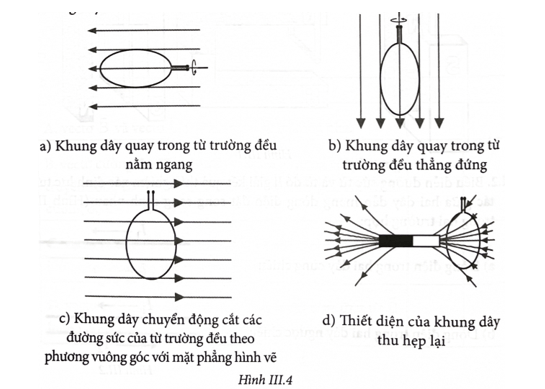 a) Khung dây quay trong từ trường đều
nằm ngang
b) Khung dây quay trong từ
trường đều thẳng đứng
c) Khung dây chuyển động cắt các
đường sức của từ trường đều theo
phương vuông góc với mặt phẳng hình vẽ
d) Thiết diện của khung dây
thu hẹp lại
Hình III.4